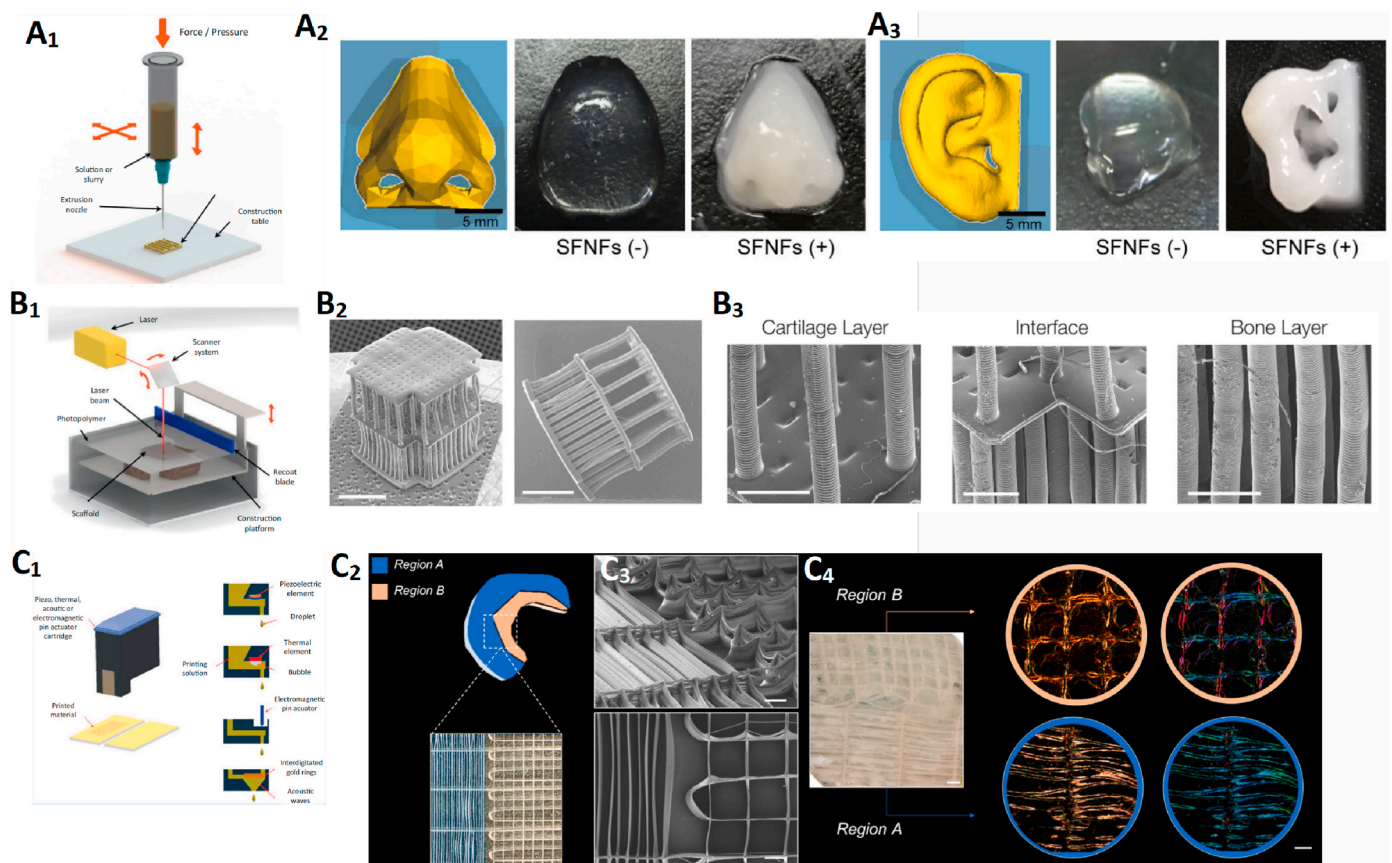 A1
Force / Pressure
Solution or
slurry
Extrusion
nozzle
Construction
table
A2
5 mm
SFNFs (-)
SFNFs (+)
A3
5 mm
SFNFs (-)
SFNFs (+)
B1
Laser
Scanner
system
Laser
beam
Photopolymer
Recoat
blade
Scaffold
Construction
platform
B2
B3
Cartilage Layer
Interface
Bone Layer
C1
Piezo, thermal,
acoutic or
electromagnetic
pin actuator
cartridge
Printed
material
Piezoelectric
element
Droplet
Thermal
element
Printing
solution
Bubble
Electromagnetic
pin acuator
Interdigitated
gold rings
Acoustic
waves
C2
Region A
Region B
C3
C4
Region B
Region A